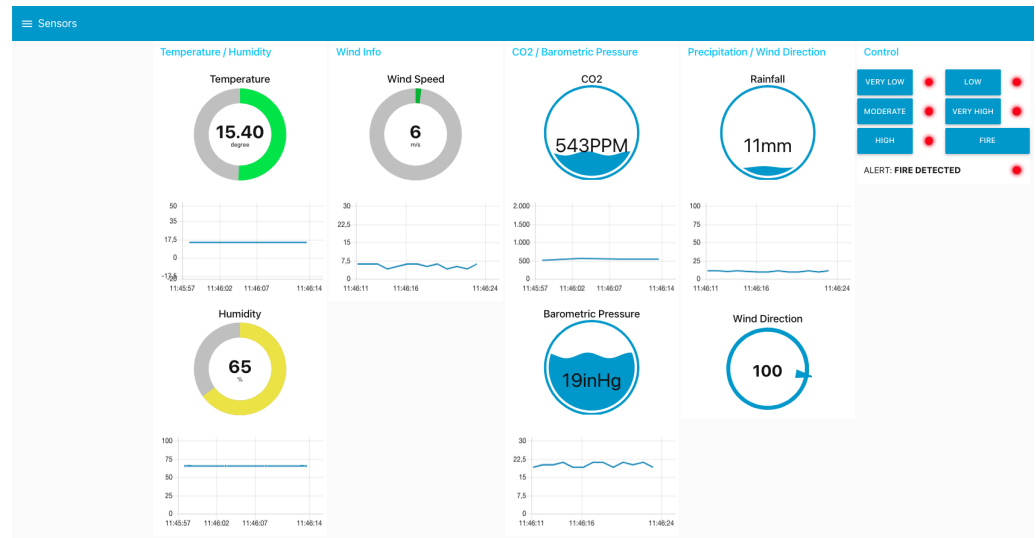 Sensors
Temperature / Humidity
Wind Info
CO2 / Barometric Pressure
Precipitation / Wind Direction
Control
Temperature
15.40
degree
50
35
17,5
0
-20
11:45:57 11:46:02 11:46:07 11:46:14
Humidity
65
%
100
75
50
25
0
11:45:57 11:46:02 11:46:07 11:46:14
Wind Speed
6
m/s
30
22,5
15
7,5
0
11:46:11 11:46:16 11:46:24
CO2
543PPM
2.000
1.500
1.000
500
0
11:45:57 11:46:02 11:46:07 11:46:14
Barometric Pressure
19inHg
30
22,5
15
7,5
0
11:46:11 11:46:16 11:46:24
Rainfall
11mm
100
75
50
25
0
11:46:11 11:46:16 11:46:24
Wind Direction
100
VERY LOW LOW
MODERATE VERY HIGH
HIGH FIRE
ALERT: FIRE DETECTED